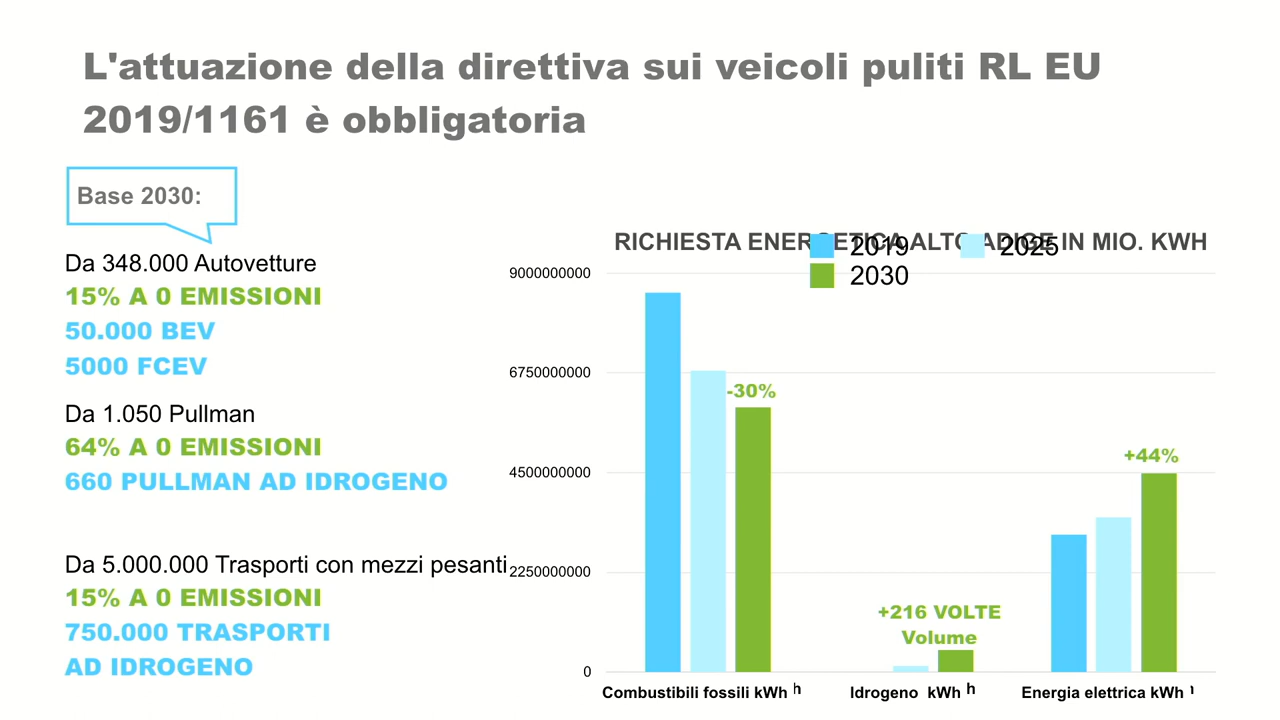 L'attuazione della direttiva sui veicoli puliti RL EU
2019/1161 è obbligatoria
Base 2030:
Da 348.000 Autovetture
15% A 0 EMISSIONI
50.000 BEV
5000 FCEV
Da 1.050 Pullman
64% A 0 EMISSIONI
660 PULLMAN AD IDROGENO
Da 5.000.000 Trasporti con mezzi pesanti
15% A 0 EMISSIONI
750.000 TRASPORTI
AD IDROGENO
RICHIESTA ENERGETICA ALTO ADIGE IN MIO. KWH
2019 2025
2030
9000000000
6750000000
4500000000
2250000000
0
-30%
+216 VOLTE
Volume
+44%
Combustibili fossili kWh h
Idrogeno kWh h
Energia elettrica kWh